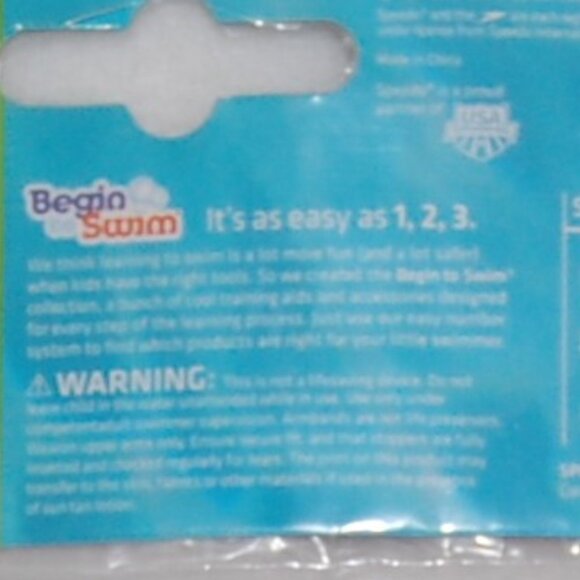 Made in China
Speedo® is a proud
partner of
USA
Begin
Swim
It's as easy as 1, 2, 3.
We think learning to swim is a lot more fun (and a lot safer)
when kids have the right tools. So we created the Begin to Swim®
collection, a bunch of cool training aids and accessories designed
for every step of the learning process. Just use our easy number
system to find which products are right for your little swimmer.
⚠ WARNING: This is not a lifesaving device. Do not
leave child in the water unattended while in use. Use only under
supervision. Armbands are not life preservers.
Ensure secure fit, and that stoppers are fully
inserted and checked regularly for leaks. The print on this product may
transfer to the skin, fabrics or other materials if used in the presence
of sun tan lotion.